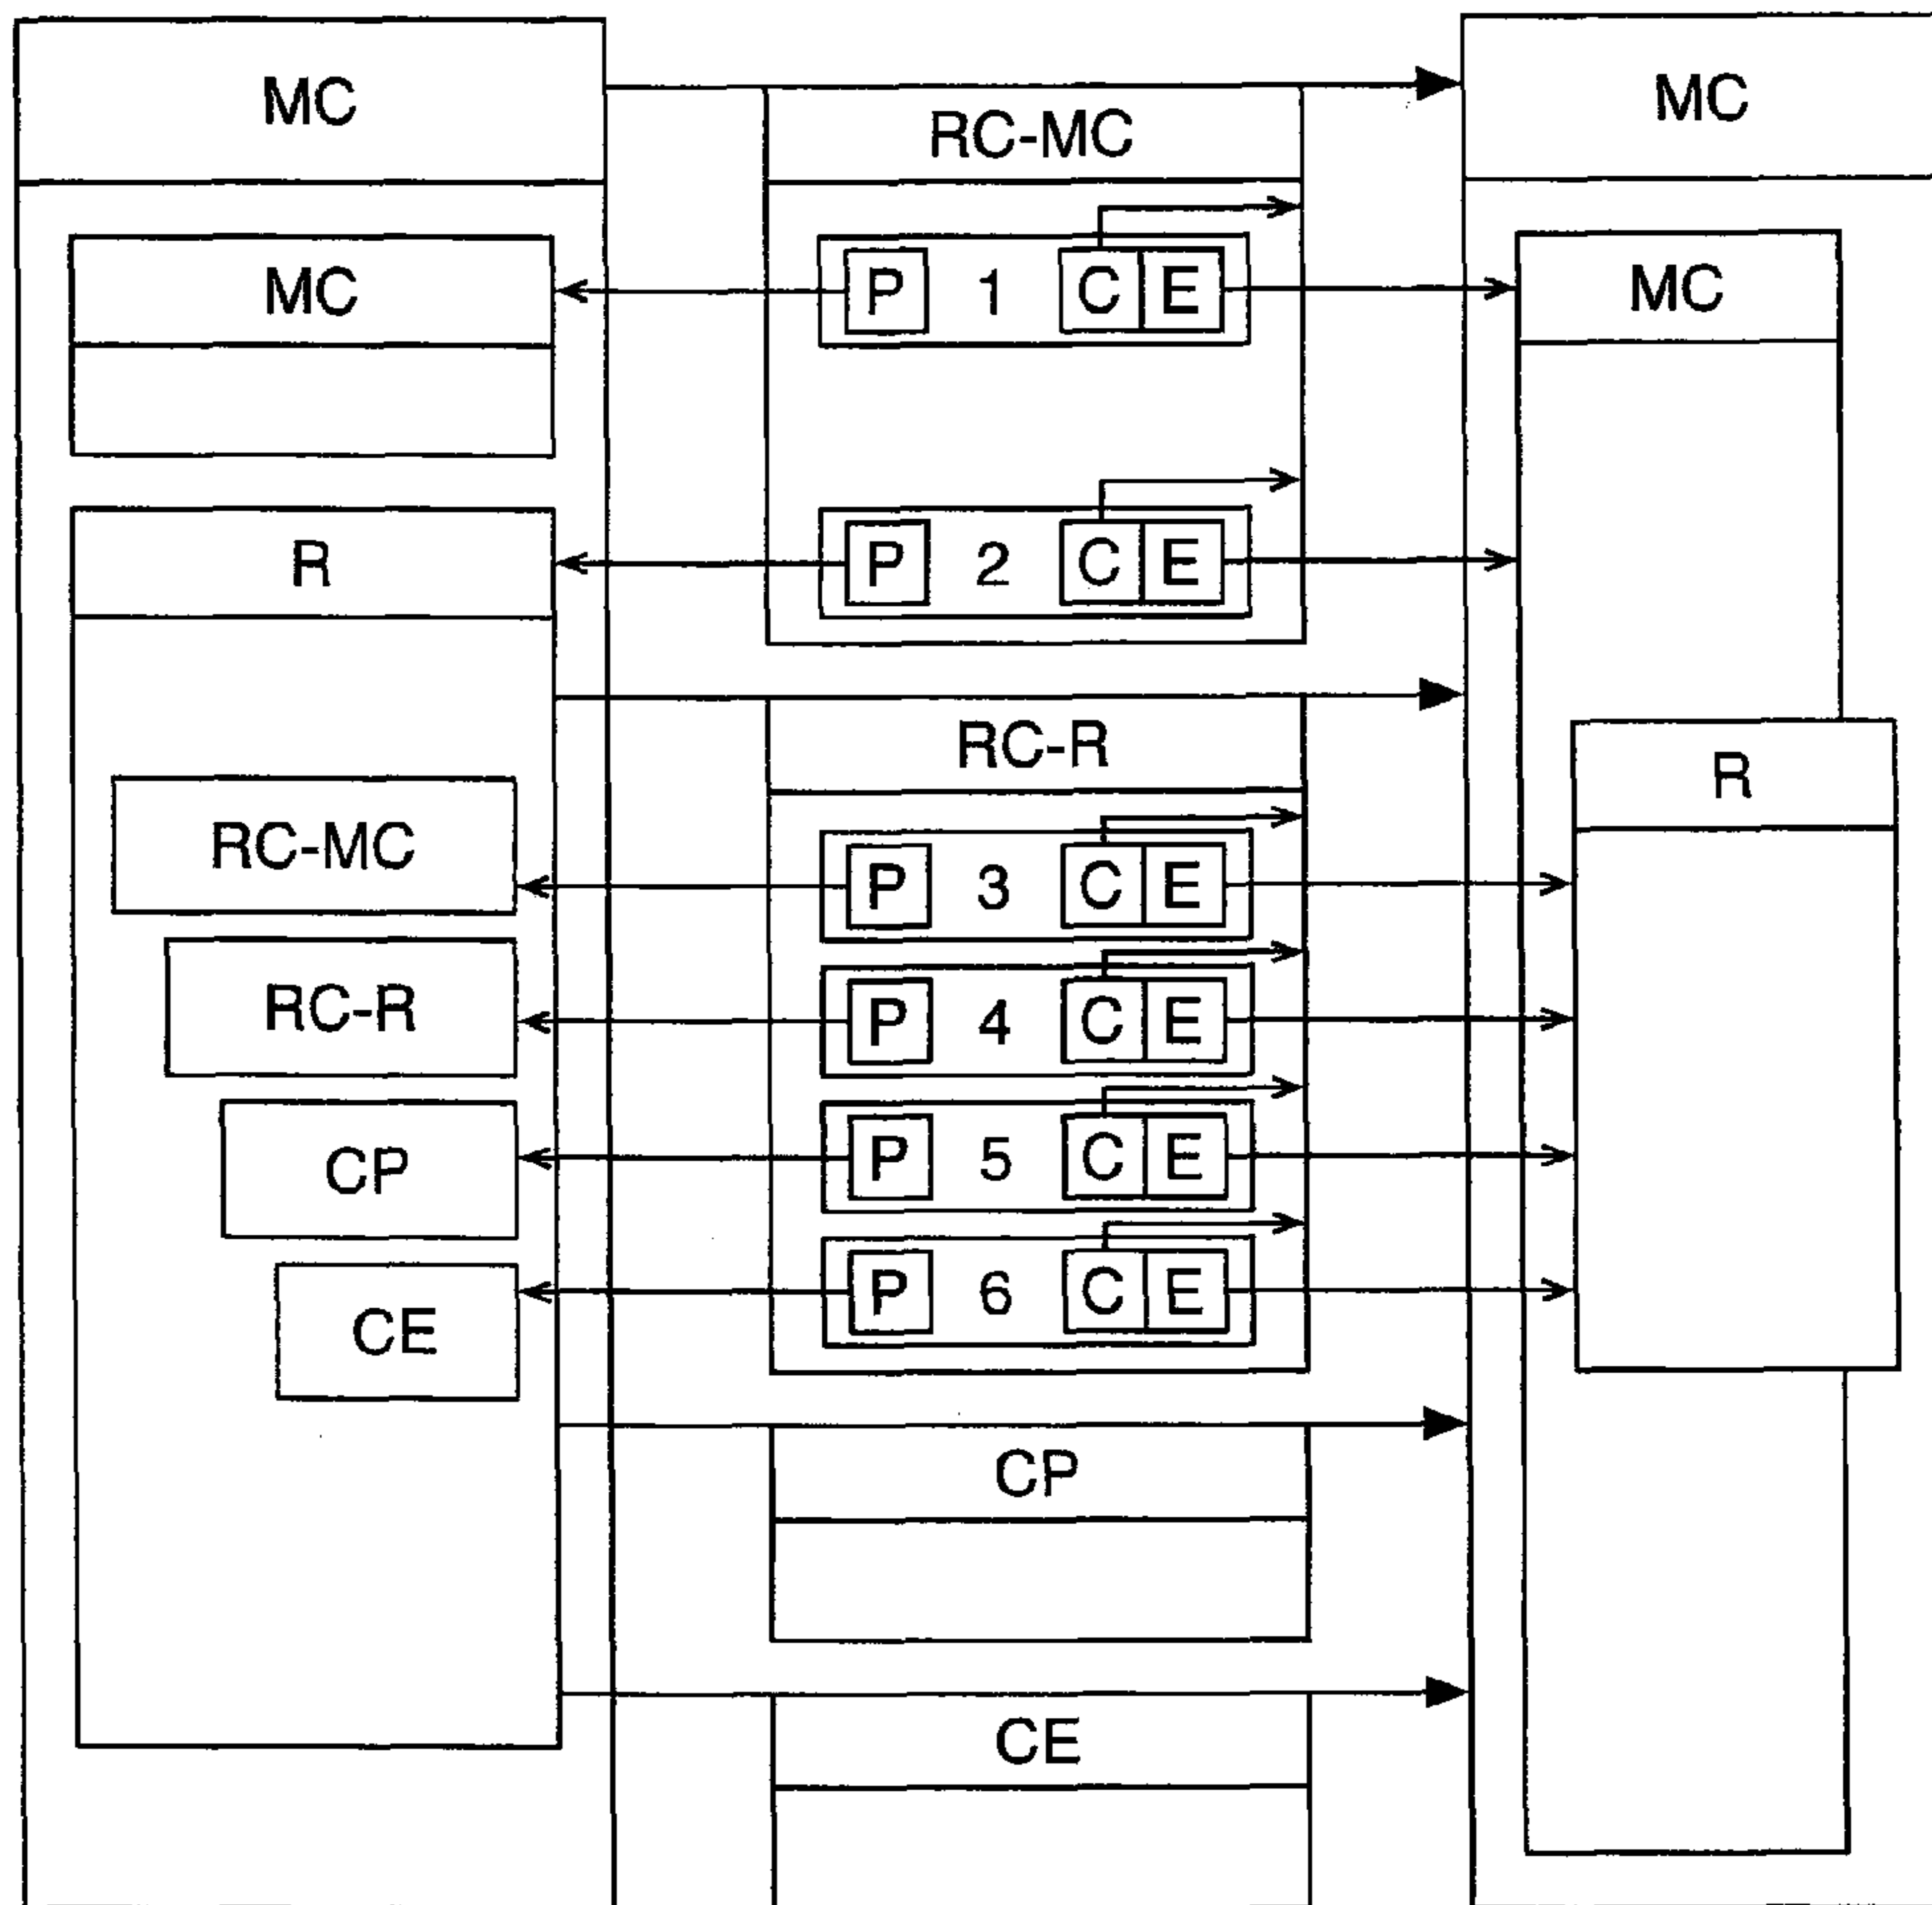 MC
RC-MC
MC
MC
P 1 C E
MC
R
P 2 C E
RC-R
R
RC-MC
P 3 C E
RC-R
P 4 C E
CP
P 5 C E
CE
P 6 C E
CP
CE